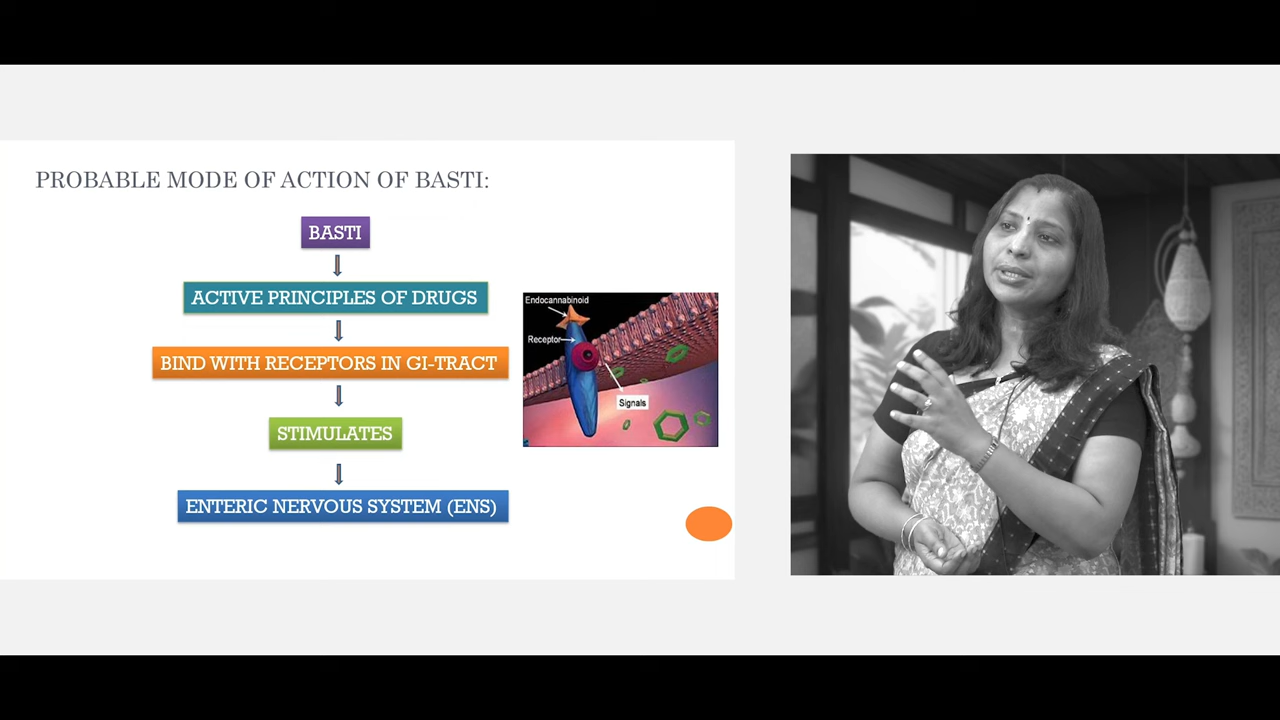 PROBABLE MODE OF ACTION OF BASTI:
BASTI
ACTIVE PRINCIPLES OF DRUGS
BIND WITH RECEPTORS IN GI-TRACT
STIMULATES
ENTERIC NERVOUS SYSTEM (ENS)
Endocannabinoid
Receptor
Signals